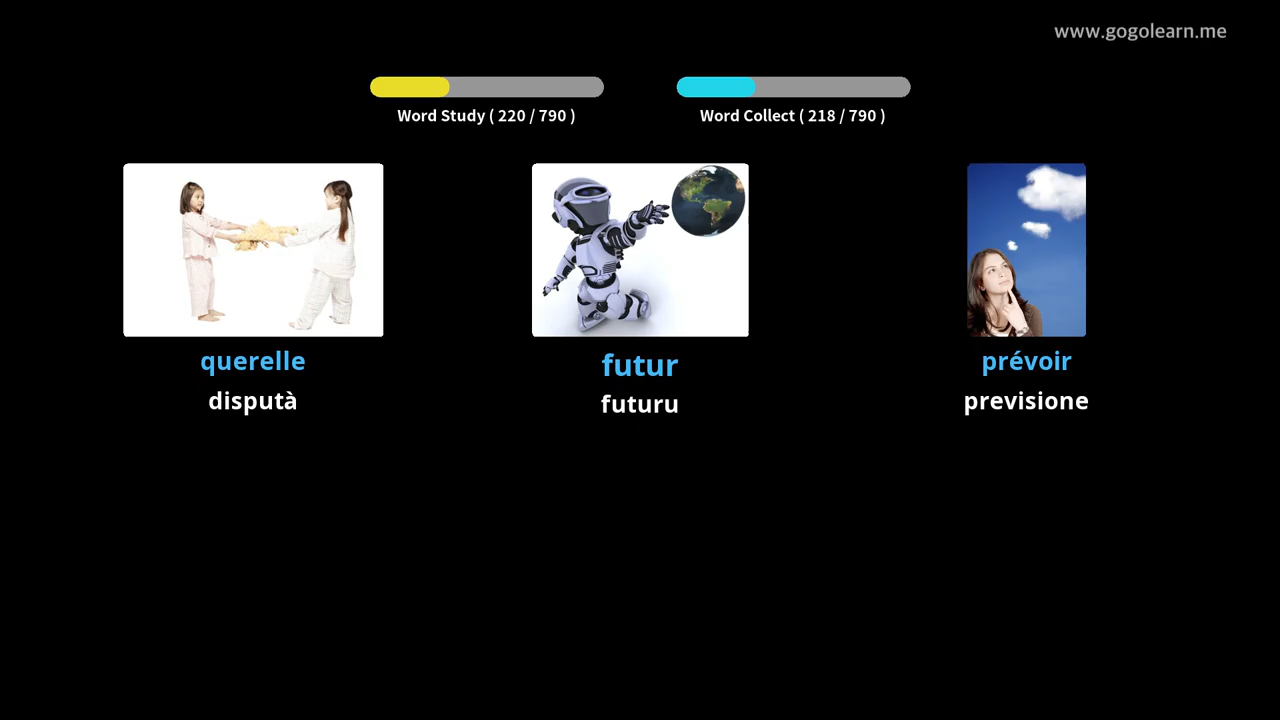 www.gogolearn.me
Word Study ( 220 / 790 )
Word Collect ( 218 / 790 )
querelle
disputà
futur
futuru
prévoir
previsione